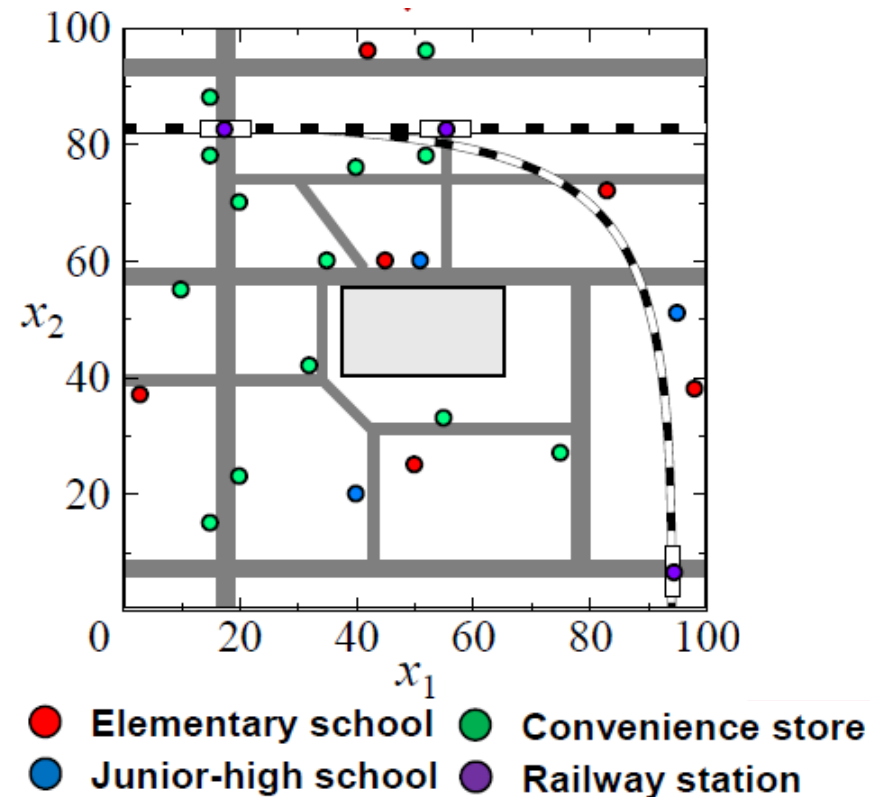 100
80
60
x2
40
20
0 20 40 60 80 100
x1
Elementary school Convenience store
Junior-high school Railway station